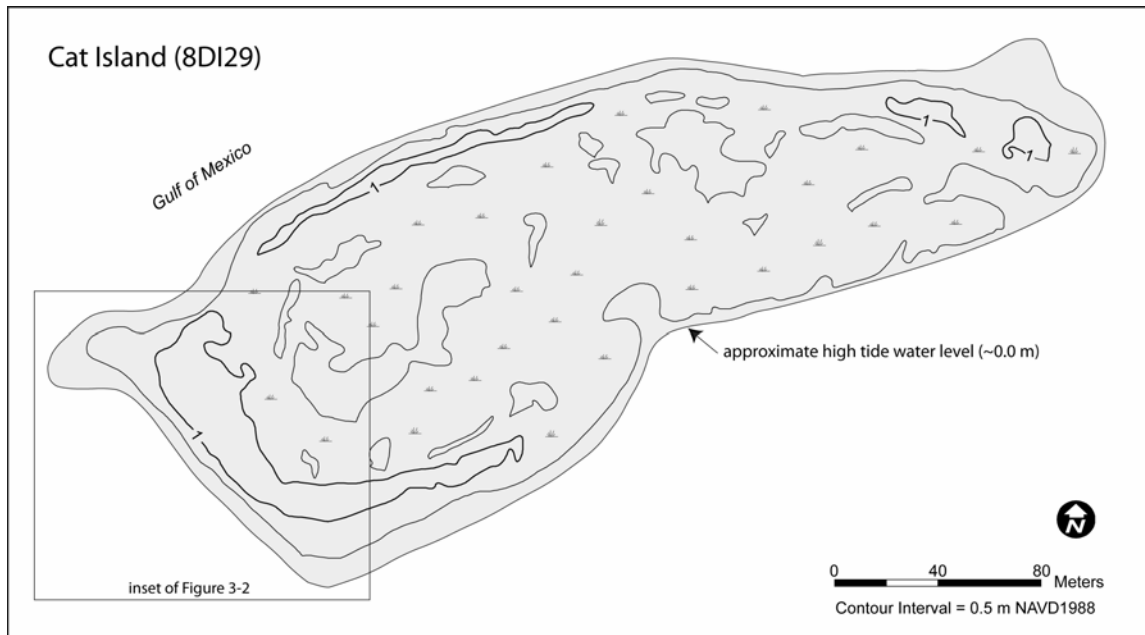 Cat Island (8DI29)
Gulf of Mexico
1
1
1
1
approximate high tide water level (~0.0 m)
inset of Figure 3-2
N
0 40 80 Meters
Contour Interval = 0.5 m NAVD1988